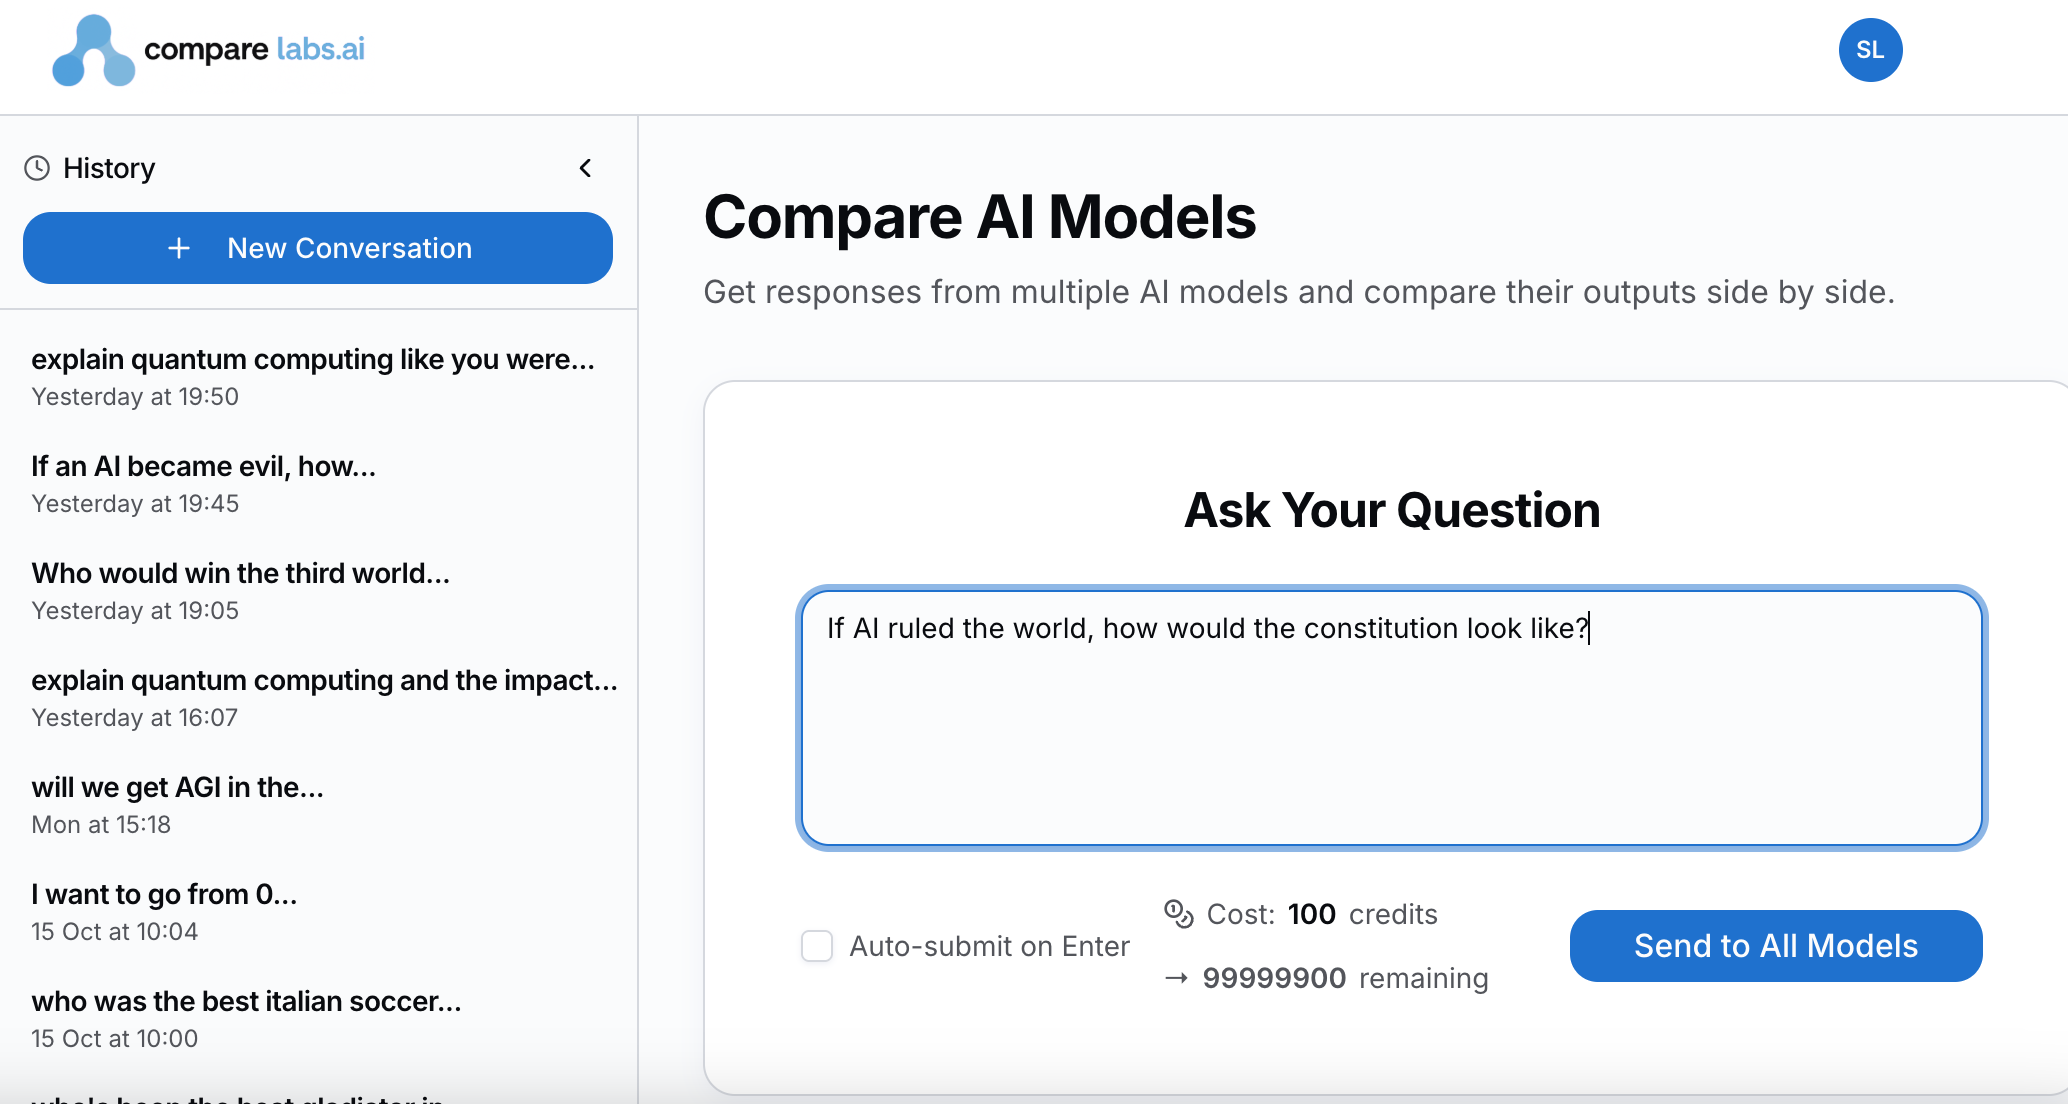 compare labs.ai
SL
History
New Conversation
explain quantum computing like you were...
Yesterday at 19:50
If an AI became evil, how...
Yesterday at 19:45
Who would win the third world...
Yesterday at 19:05
explain quantum computing and the impact...
Yesterday at 16:07
will we get AGI in the...
Mon at 15:18
I want to go from 0...
15 Oct at 10:04
who was the best italian soccer...
15 Oct at 10:00
who's been the best gladiator in
Compare AI Models
Get responses from multiple AI models and compare their outputs side by side.
Ask Your Question
If AI ruled the world, how would the constitution look like?
Auto-submit on Enter
Cost: 100 credits
→ 99999900 remaining
Send to All Models